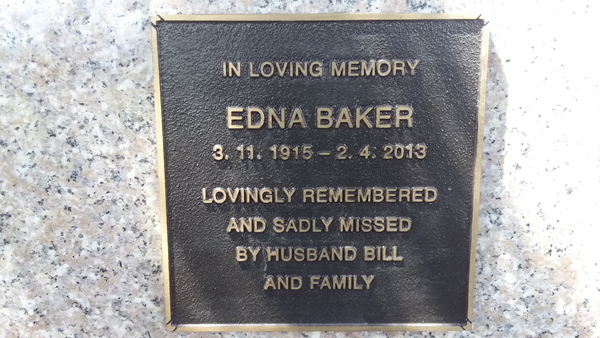 IN LOVING MEMORY
EDNA BAKER
3. 11. 1915 – 2. 4. 2013
LOVINGLY REMEMBERED
AND SADLY MISSED
BY HUSBAND BILL
AND FAMILY